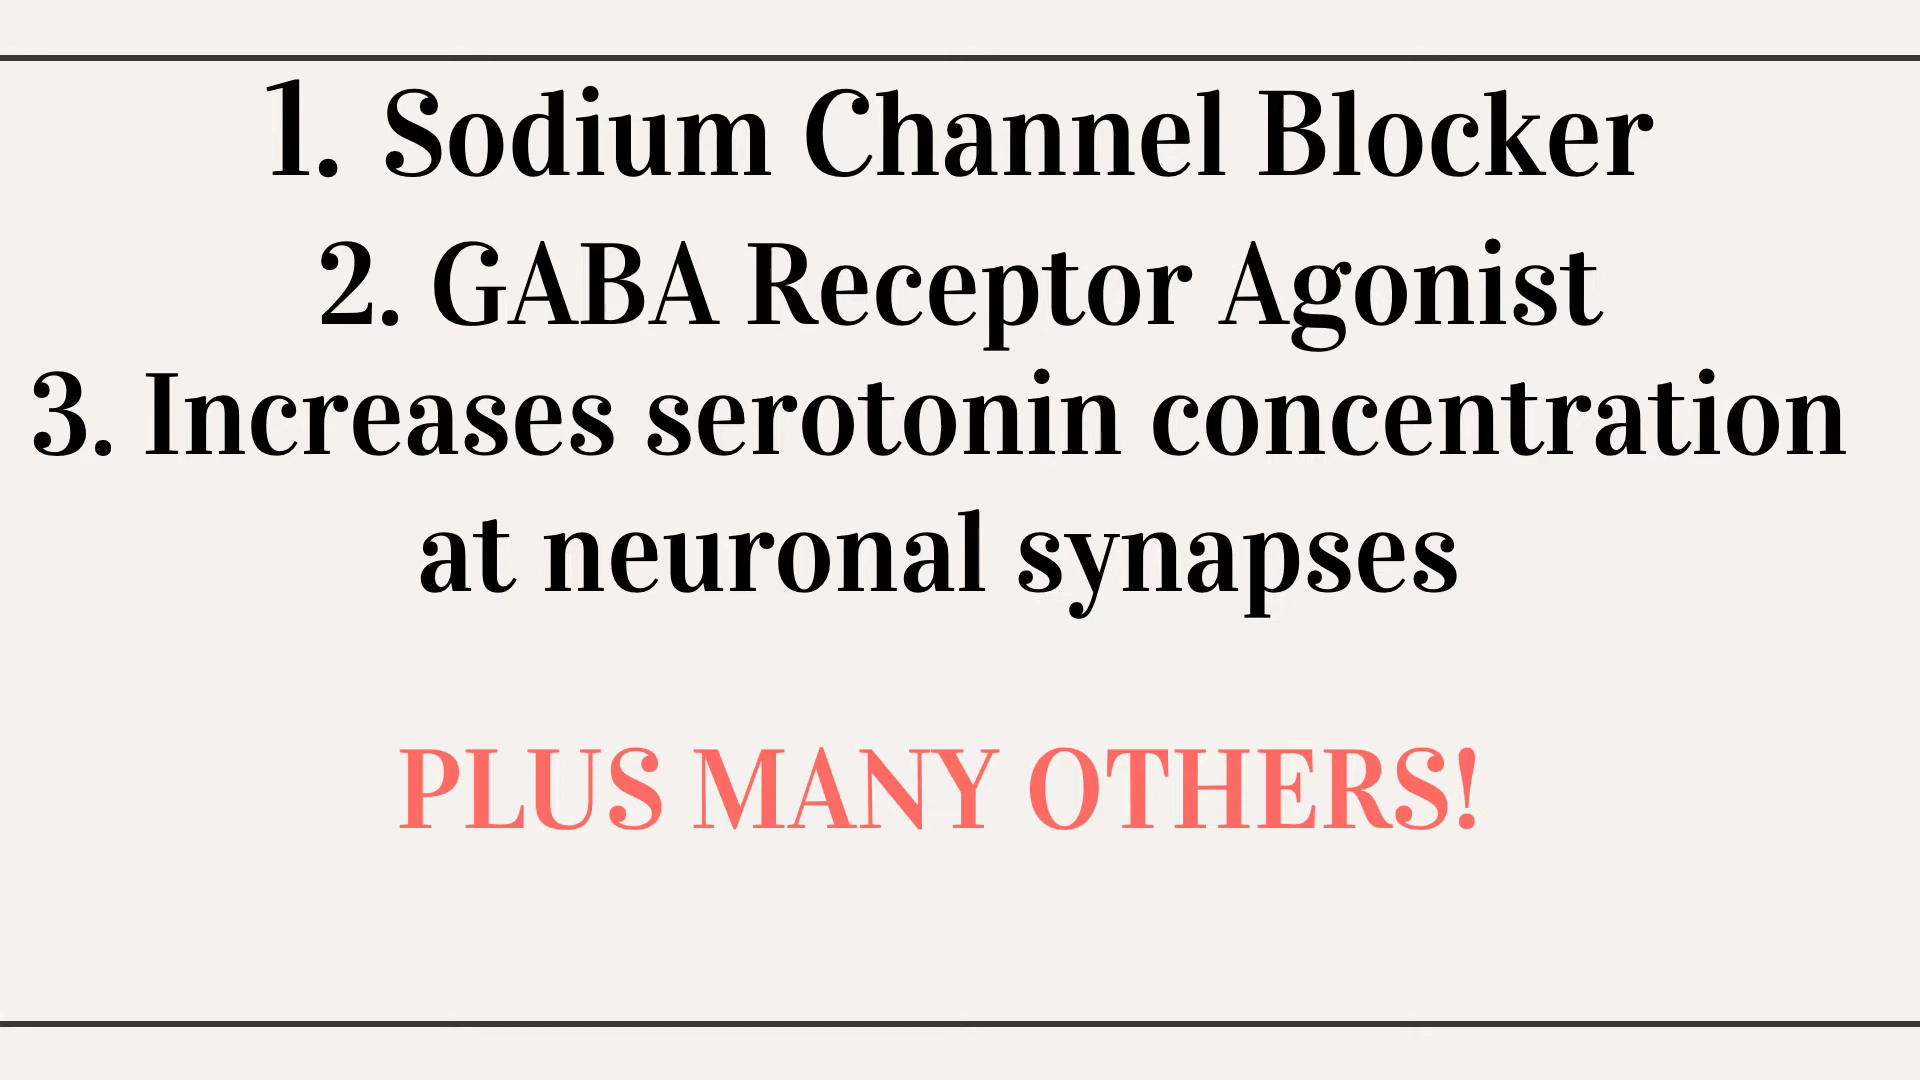 1. Sodium Channel Blocker
2. GABA Receptor Agonist
3. Increases serotonin concentration
at neuronal synapses
PLUS MANY OTHERS!